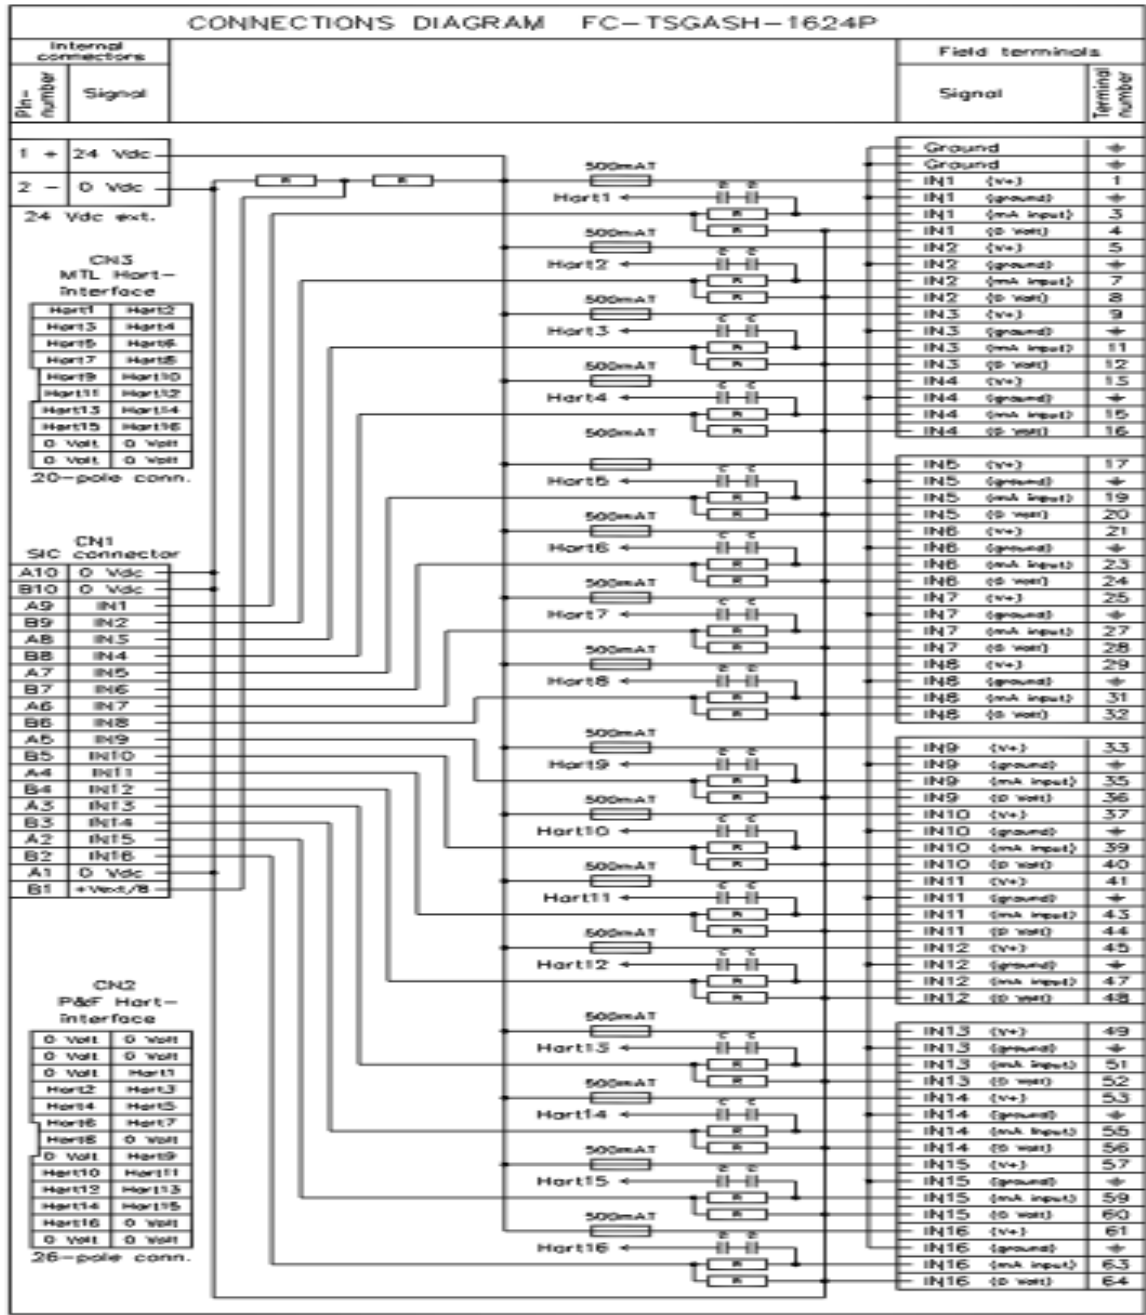 CONNECTIONS DIAGRAM FC-TSGASH-1624P
Internal connectors
Field terminals
Pin-number
Signal
Signal
Terminal number
1 + 24 Vdc
2 - 0 Vdc
24 Vdc ext.
CN3
MTL Hart-
interface
Hart1 Hart2
Hart3 Hart4
Hart5 Hart6
Hart7 Hart8
Hart9 Hart10
Hart11 Hart12
Hart13 Hart14
Hart15 Hart16
0 Volt 0 Volt
0 Volt 0 Volt
20-pole conn.
CN1
SIC connector
A10 0 Vdc
B10 0 Vdc
A9 IN1
B9 IN2
A8 IN3
B8 IN4
A7 IN5
B7 IN6
A6 IN7
B6 IN8
A5 IN9
B5 IN10
A4 IN11
B4 IN12
A3 IN13
B3 IN14
A2 IN15
B2 IN16
A1 0 Vdc
B1 +Vext/8
CN2
P&F Hart-
interface
0 Volt 0 Volt
0 Volt 0 Volt
0 Volt Hart1
Hart2 Hart3
Hart4 Hart5
Hart6 Hart7
Hart8 0 Volt
0 Volt Hart9
Hart10 Hart11
Hart12 Hart13
Hart14 Hart15
Hart16 0 Volt
0 Volt 0 Volt
26-pole conn.
R R
500mAT
Hart1
C C
R
R
500mAT
Hart2
C C
R
R
500mAT
Hart3
C C
R
R
500mAT
Hart4
C C
R
R
500mAT
Hart5
C C
R
R
500mAT
Hart6
C C
R
R
500mAT
Hart7
C C
R
R
500mAT
Hart8
C C
R
R
500mAT
Hart9
C C
R
R
500mAT
Hart10
C C
R
R
500mAT
Hart11
C C
R
R
500mAT
Hart12
C C
R
R
500mAT
Hart13
C C
R
R
500mAT
Hart14
C C
R
R
500mAT
Hart15
C C
R
R
500mAT
Hart16
C C
R
R
Ground
Ground
IN1 (V+) 1
IN1 (ground)
IN1 (mA input) 3
IN1 (0 Volt) 4
IN2 (V+) 5
IN2 (ground)
IN2 (mA input) 7
IN2 (0 Volt) 8
IN3 (V+) 9
IN3 (ground)
IN3 (mA input) 11
IN3 (0 Volt) 12
IN4 (V+) 13
IN4 (ground)
IN4 (mA input) 15
IN4 (0 Volt) 16
IN5 (V+) 17
IN5 (ground)
IN5 (mA input) 19
IN5 (0 Volt) 20
IN6 (V+) 21
IN6 (ground)
IN6 (mA input) 23
IN6 (0 Volt) 24
IN7 (V+) 25
IN7 (ground)
IN7 (mA input) 27
IN7 (0 Volt) 28
IN8 (V+) 29
IN8 (ground)
IN8 (mA input) 31
IN8 (0 Volt) 32
IN9 (V+) 33
IN9 (ground)
IN9 (mA input) 35
IN9 (0 Volt) 36
IN10 (V+) 37
IN10 (ground)
IN10 (mA input) 39
IN10 (0 Volt) 40
IN11 (V+) 41
IN11 (ground)
IN11 (mA input) 43
IN11 (0 Volt) 44
IN12 (V+) 45
IN12 (ground)
IN12 (mA input) 47
IN12 (0 Volt) 48
IN13 (V+) 49
IN13 (ground)
IN13 (mA input) 51
IN13 (0 Volt) 52
IN14 (V+) 53
IN14 (ground)
IN14 (mA input) 55
IN14 (0 Volt) 56
IN15 (V+) 57
IN15 (ground)
IN15 (mA input) 59
IN15 (0 Volt) 60
IN16 (V+) 61
IN16 (ground)
IN16 (mA input) 63
IN16 (0 Volt) 64